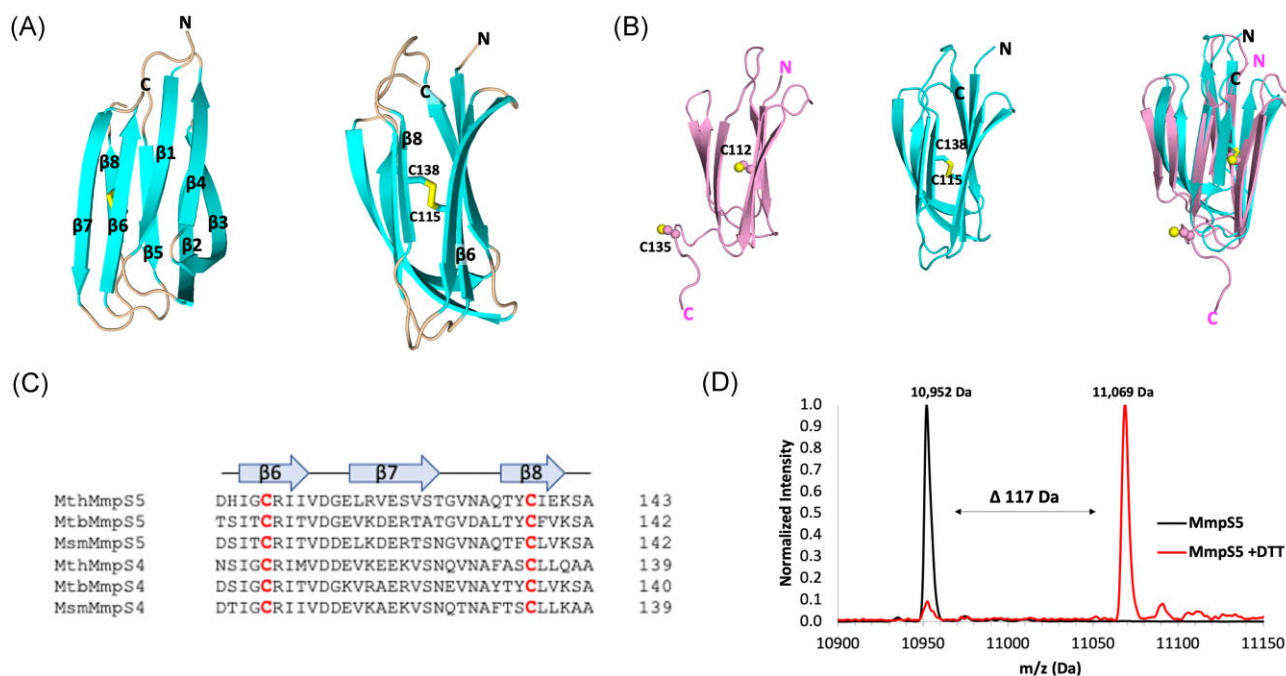 (A)
N
C
β8
β1
β4
β7
β6
β3
β5
β2
N
C
β8
C138
C115
β6
(B)
N
C112
C135
C
N
C
C138
C115
N
N
C
C
(C)
β6 β7 β8
MthMmpS5 DHIGCRIIVDGELRVESVSTGVNAQTYCIEKSA 143
MtbMmpS5 TSITCRITVDGEVKDERTATGVDALTYCFVKSA 142
MsmMmpS5 DSITCRITVDDELKDERTSNGVNAQTFCLVKSA 142
MthMmpS4 NSIGCRIMVDDEVKEEKVSNQVNAFASCLLQAA 139
MtbMmpS4 DSIGCRITVDGKVRAERVSNEVNAYTYCLVKSA 140
MsmMmpS4 DTIGCRIIVDDEVKAEKVSNQTNAFTSCLLKAA 139
(D)
10,952 Da 11,069 Da
Δ 117 Da
MmpS5
MmpS5 +DTT
Normalized Intensity
1.0
0.9
0.8
0.7
0.6
0.5
0.4
0.3
0.2
0.1
0.0
10900 10950 11000 11050 11100 11150
m/z (Da)